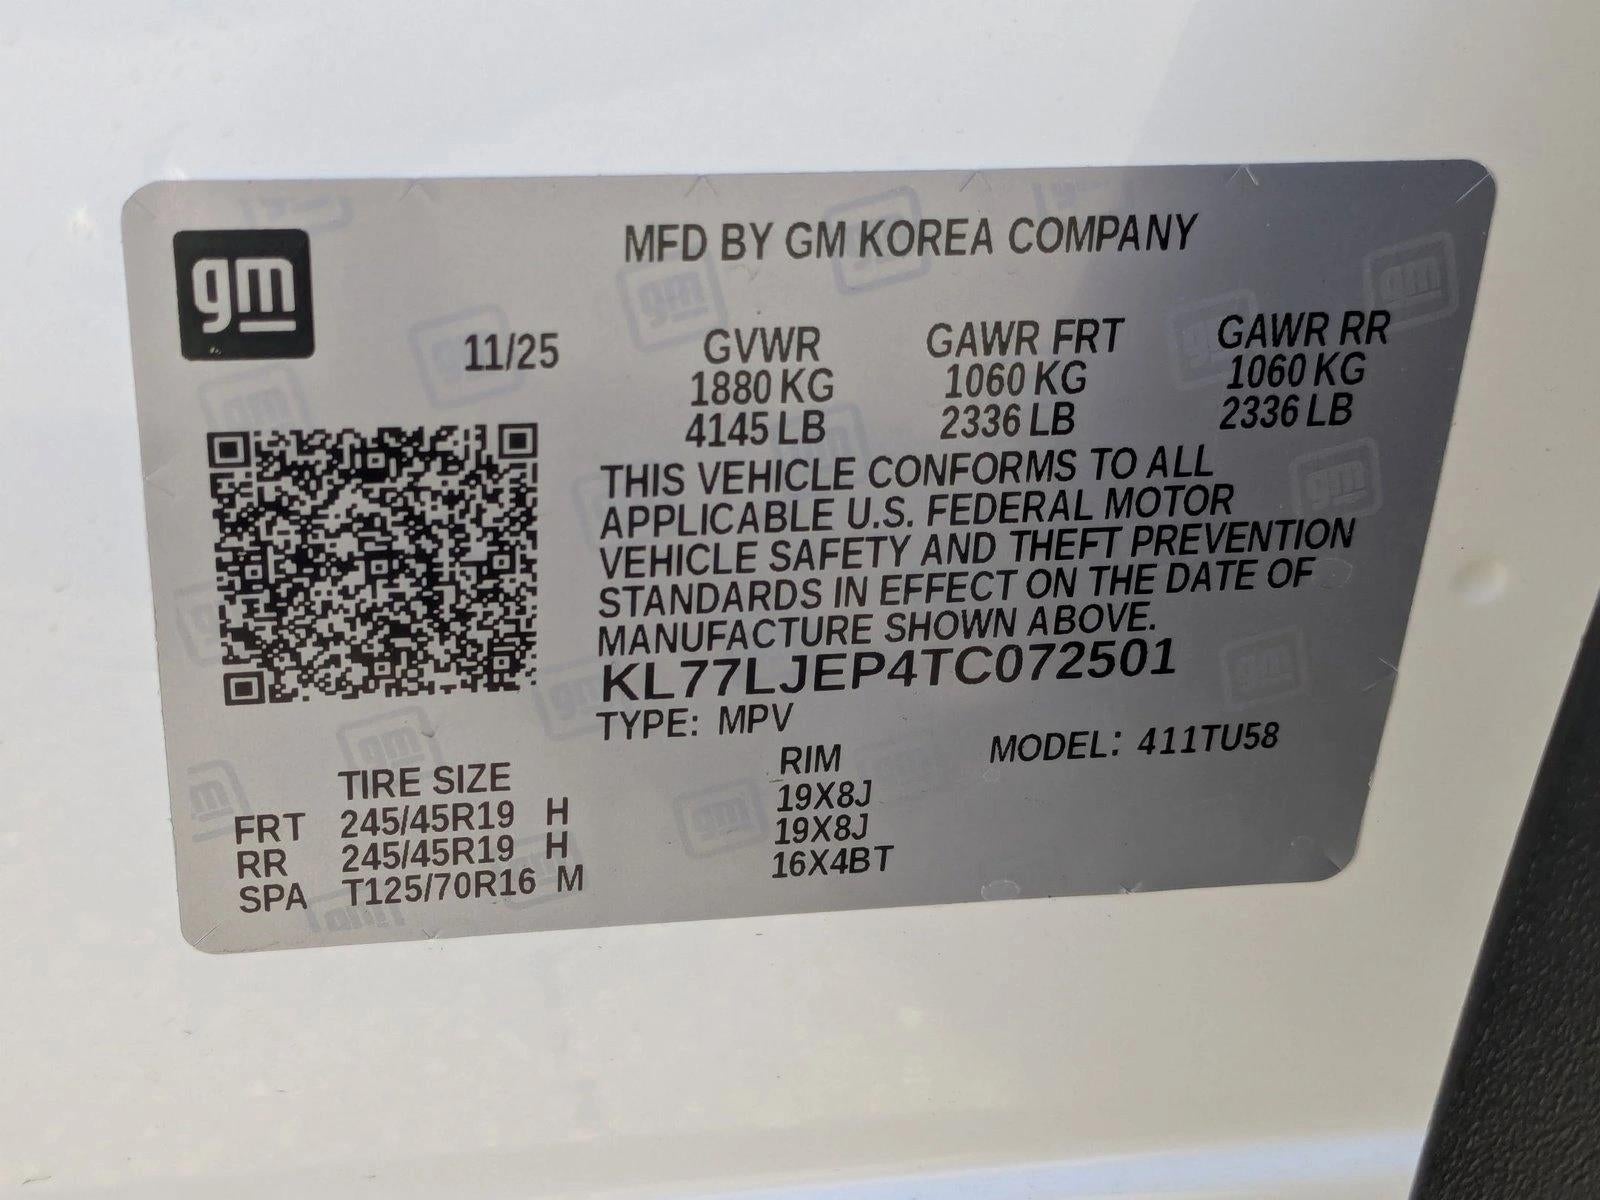 gm
MFD BY GM KOREA COMPANY
11/25
GVWR GAWR FRT GAWR RR
1880 KG 1060 KG 1060 KG
4145 LB 2336 LB 2336 LB
THIS VEHICLE CONFORMS TO ALL
APPLICABLE U.S. FEDERAL MOTOR
VEHICLE SAFETY AND THEFT PREVENTION
STANDARDS IN EFFECT ON THE DATE OF
MANUFACTURE SHOWN ABOVE.
KL77LJEP4TC072501
TYPE: MPV MODEL: 411TU58
TIRE SIZE RIM
FRT 245/45R19 H 19X8J
RR 245/45R19 H 19X8J
SPA T125/70R16 M 16X4BT